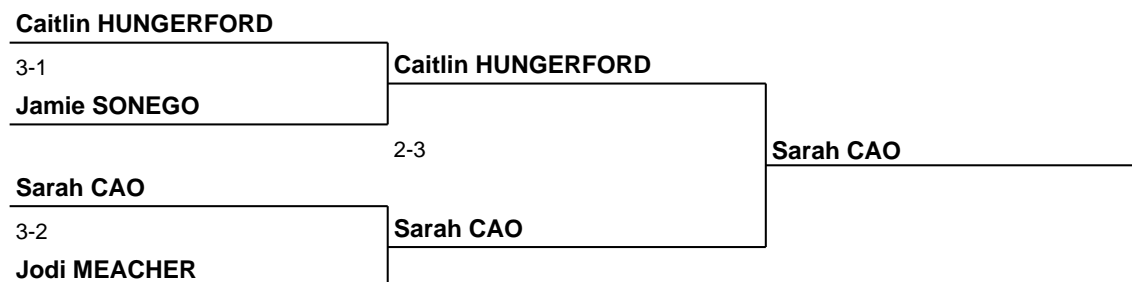 Caitlin HUNGERFORD
3-1
Caitlin HUNGERFORD
Jamie SONEGO
2-3
Sarah CAO
Sarah CAO
3-2
Sarah CAO
Jodi MEACHER